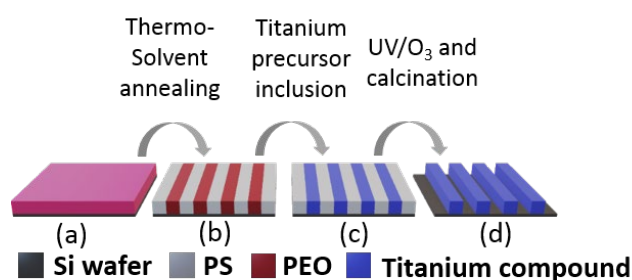 Thermo-
Solvent
annealing
Titanium
precursor
inclusion
UV/O₃ and
calcination
(a)
(b)
(c)
(d)
Si wafer
PS
PEO
Titanium compound